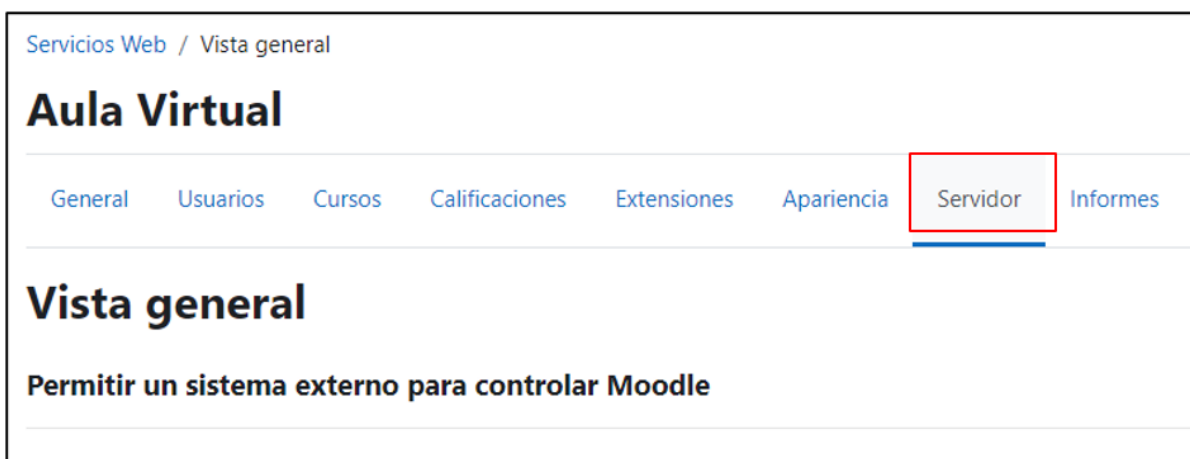 Servicios Web / Vista general
Aula Virtual
General Usuarios Cursos Calificaciones Extensiones Apariencia Servidor Informes
Vista general
Permitir un sistema externo para controlar Moodle